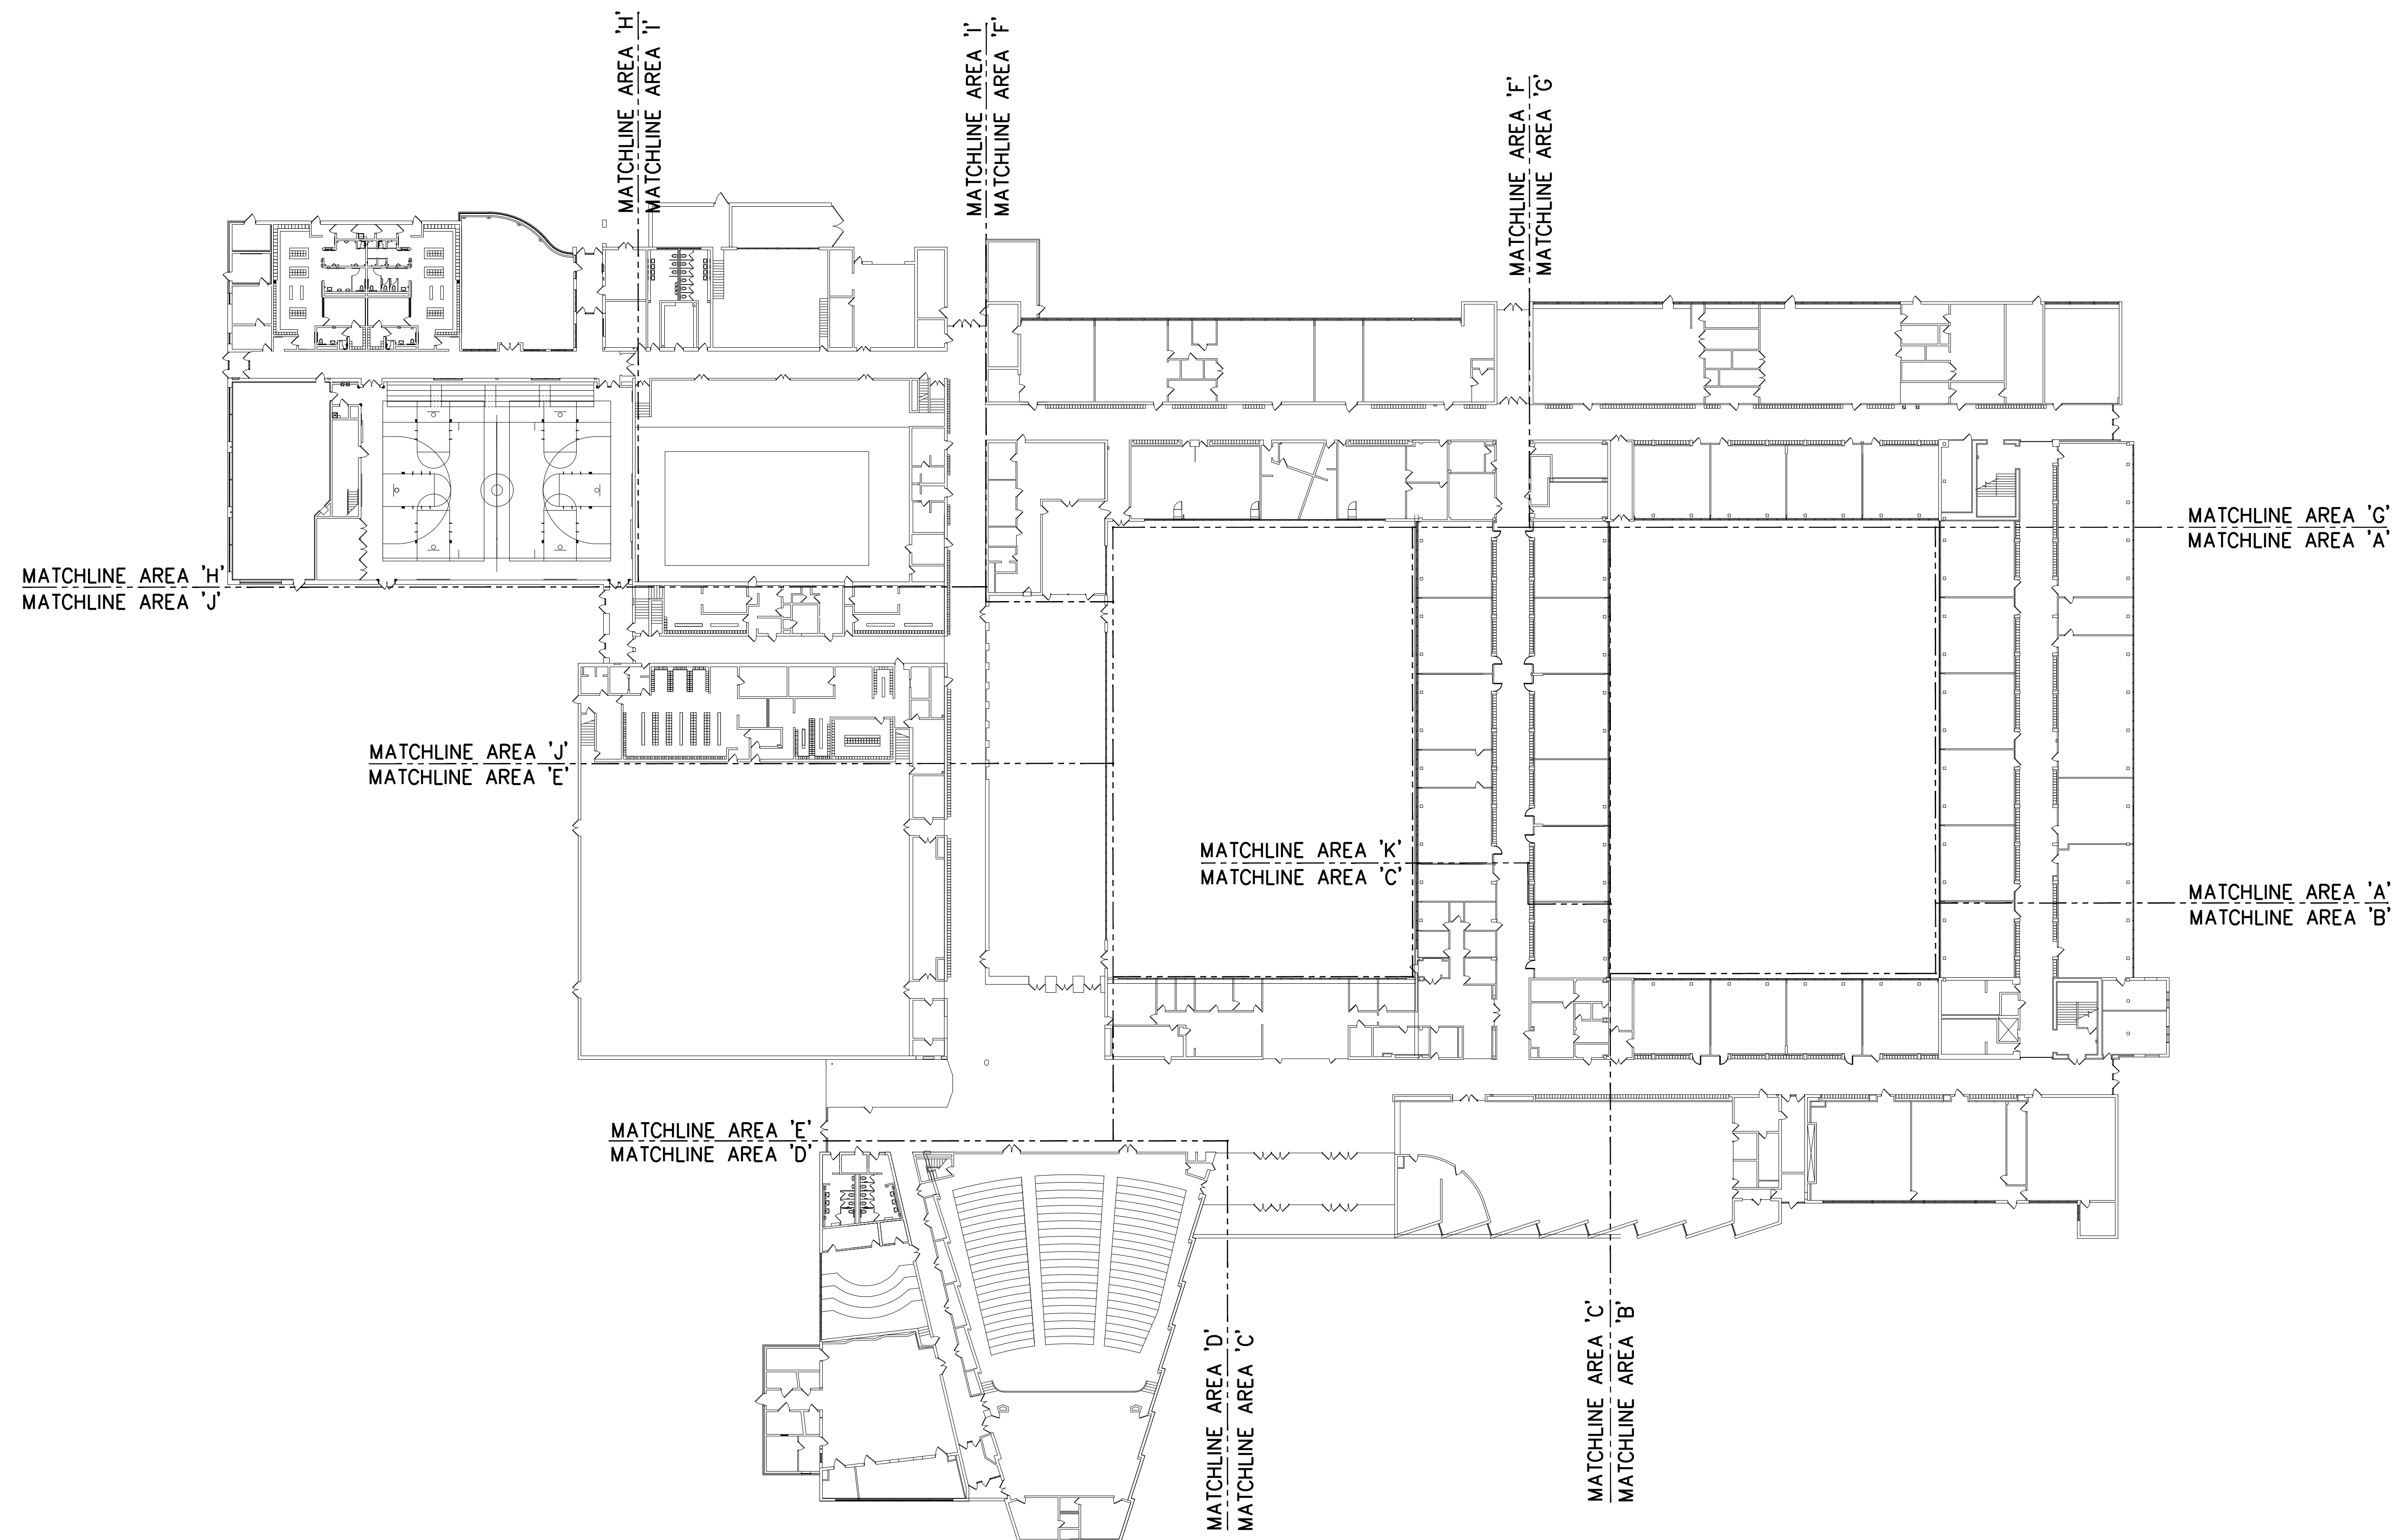 MATCHLINE AREA 'H'
MATCHLINE AREA 'I'
MATCHLINE AREA 'I'
MATCHLINE AREA 'F'
MATCHLINE AREA 'F'
MATCHLINE AREA 'G'
MATCHLINE AREA 'G'
MATCHLINE AREA 'A'
MATCHLINE AREA 'H'
MATCHLINE AREA 'J'
MATCHLINE AREA 'J'
MATCHLINE AREA 'E'
MATCHLINE AREA 'K'
MATCHLINE AREA 'C'
MATCHLINE AREA 'A'
MATCHLINE AREA 'B'
MATCHLINE AREA 'E'
MATCHLINE AREA 'D'
MATCHLINE AREA 'D'
MATCHLINE AREA 'C'
MATCHLINE AREA 'C'
MATCHLINE AREA 'B'